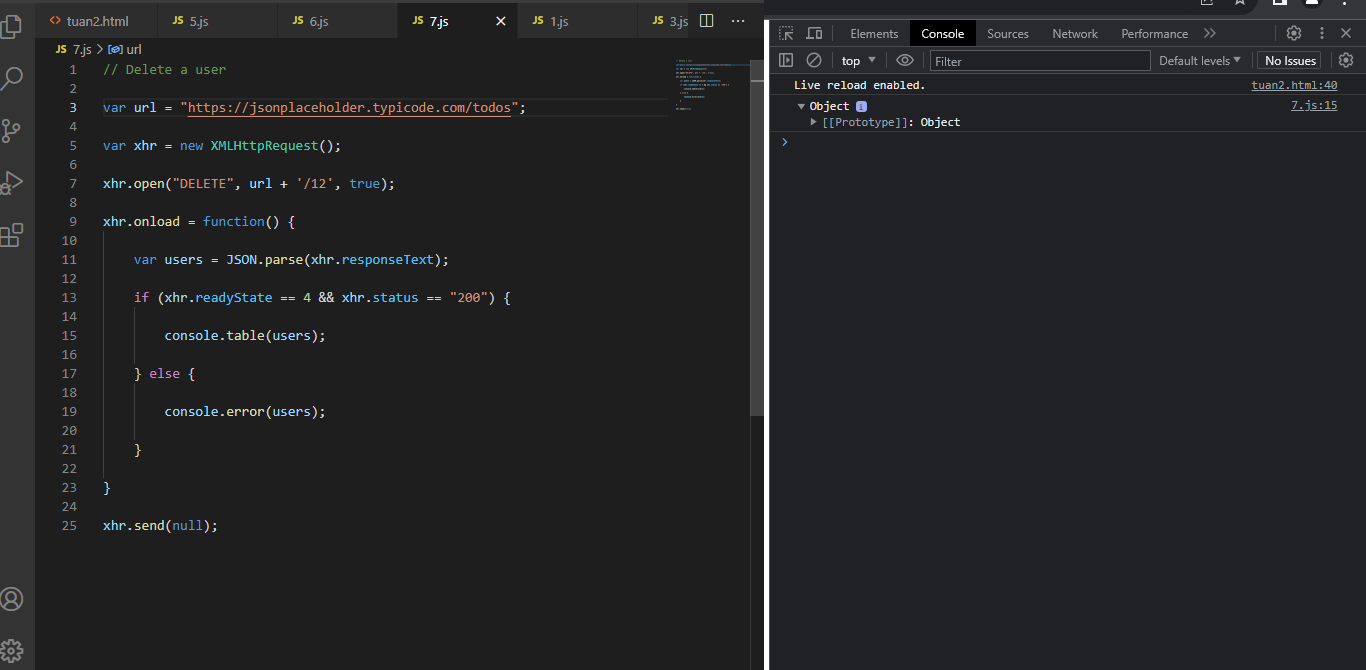 <> tuan2.html JS 5.js JS 6.js JS 7.js × JS 1.js JS 3.js ...
JS 7.js > url
1 // Delete a user
2
3 var url = "https://jsonplaceholder.typicode.com/todos";
4
5 var xhr = new XMLHttpRequest();
6
7 xhr.open("DELETE", url + '/12', true);
8
9 xhr.onload = function() {
10
11 var users = JSON.parse(xhr.responseText);
12
13 if (xhr.readyState == 4 && xhr.status == "200") {
14
15 console.table(users);
16
17 } else {
18
19 console.error(users);
20
21 }
22
23 }
24
25 xhr.send(null);
Elements Console Sources Network Performance >>
top ▼ Filter Default levels ▼ No Issues
Live reload enabled. tuan2.html:40
▼ Object i 7.js:15
▶ [[Prototype]]: Object
>